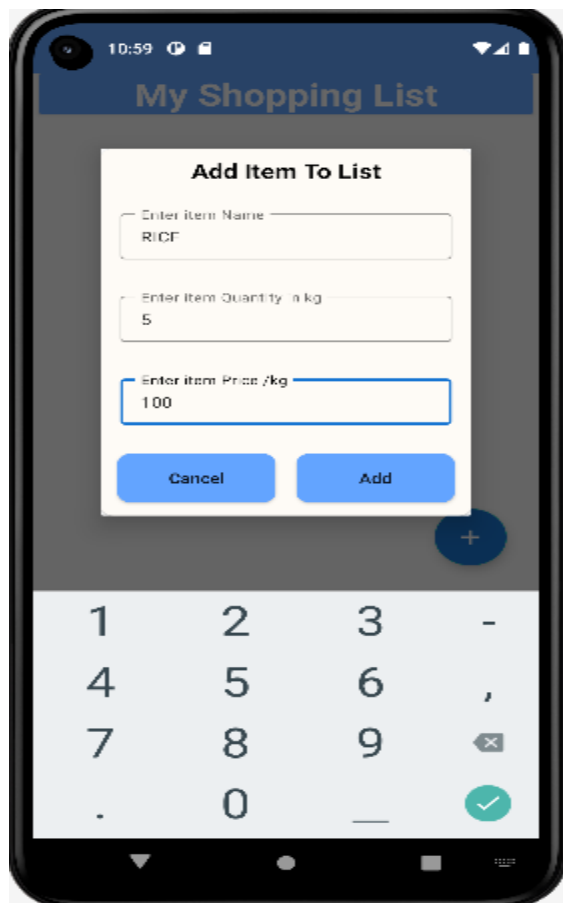 10:59
My Shopping List
Add Item To List
Enter item Name
RICE
Enter item Quantity in kg
5
Enter item Price /kg
100
Cancel Add
+
1 2 3 -
4 5 6 ,
7 8 9
. 0 _